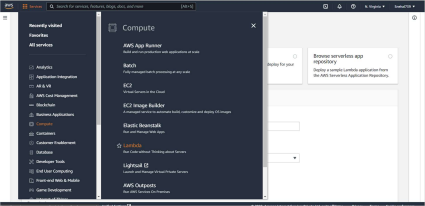 aws
Services
Search for services, features, blogs, docs, and more
[Alt+S]
N. Virginia
Recently visited
Favorites
All services
Analytics
Application Integration
AR & VR
AWS Cost Management
Blockchain
Business Applications
Compute
Containers
Customer Enablement
Database
Developer Tools
End User Computing
Front-end Web & Mobile
Game Development
Compute
AWS App Runner
Build and run production web applications at scale
Batch
Fully managed batch processing at any scale
EC2
Virtual Servers in the Cloud
EC2 Image Builder
A managed service to automate build, customize and deploy OS images
Elastic Beanstalk
Run and Manage Web Apps
Lambda
Run Code without Thinking about Servers
Lightsail
Launch and Manage Virtual Private Servers
AWS Outposts
Run AWS Services On Premises
deploy for your
Browse serverless app
repository
Deploy a sample Lambda application from
the AWS Serverless Application Repository.